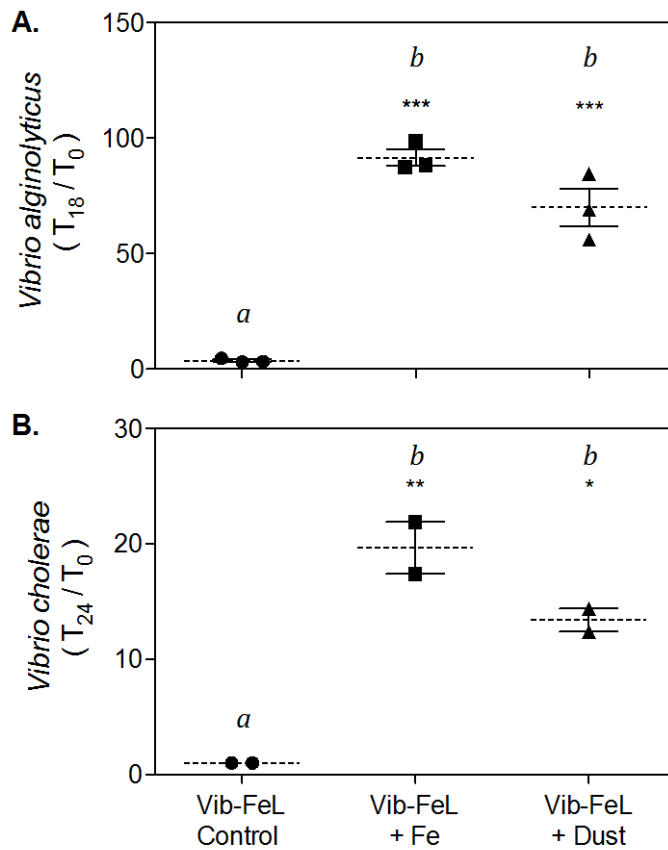 A.
Vibrio alginolyticus
( T18 / T0 )
150
100
50
0
a
b
***
b
***
B.
Vibrio cholerae
( T24 / T0 )
30
20
10
0
a
b
**
b
*
Vib-FeL
Control
Vib-FeL
+ Fe
Vib-FeL
+ Dust